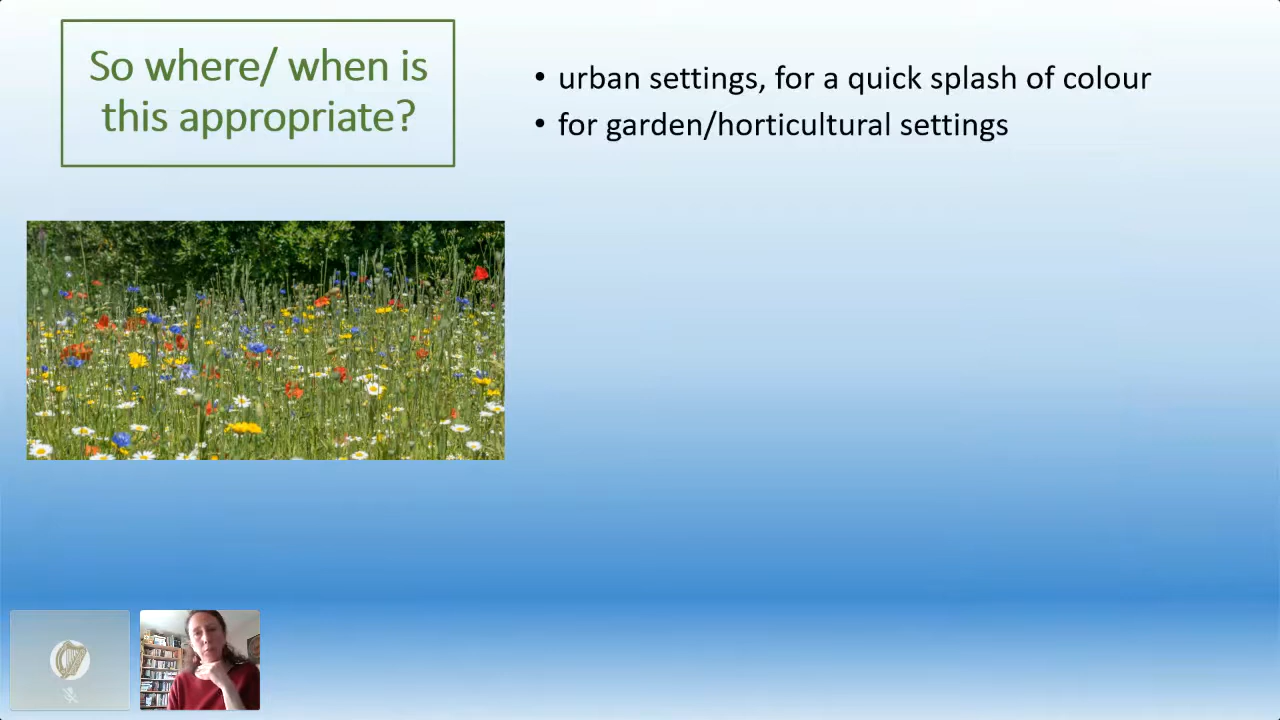 So where/ when is
this appropriate?
• urban settings, for a quick splash of colour
• for garden/horticultural settings